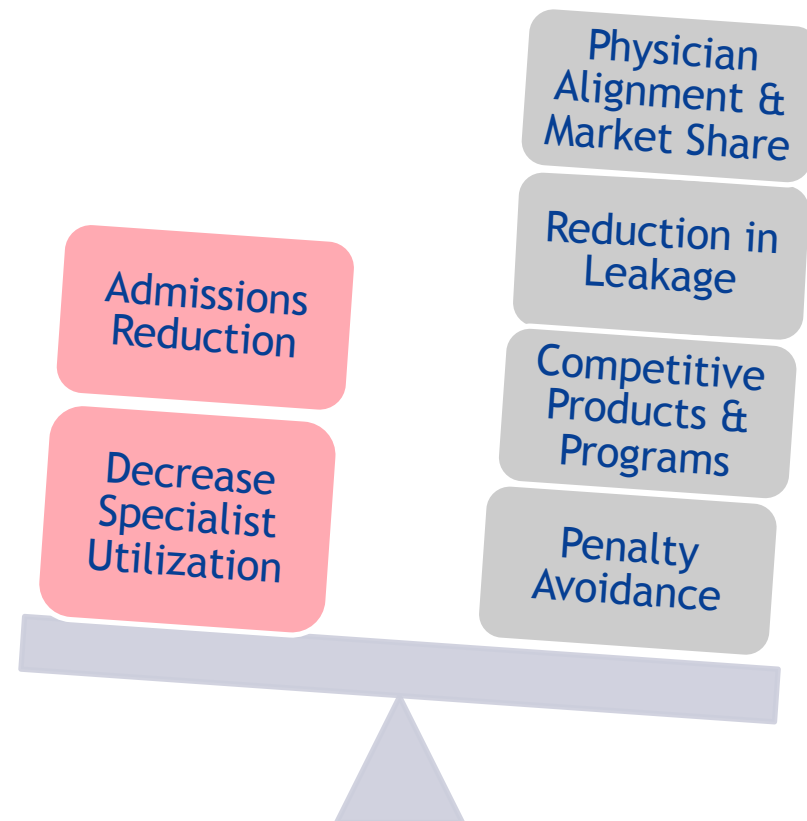 Physician
Alignment &
Market Share
Reduction in
Leakage
Competitive
Products &
Programs
Penalty
Avoidance
Admissions
Reduction
Decrease
Specialist
Utilization